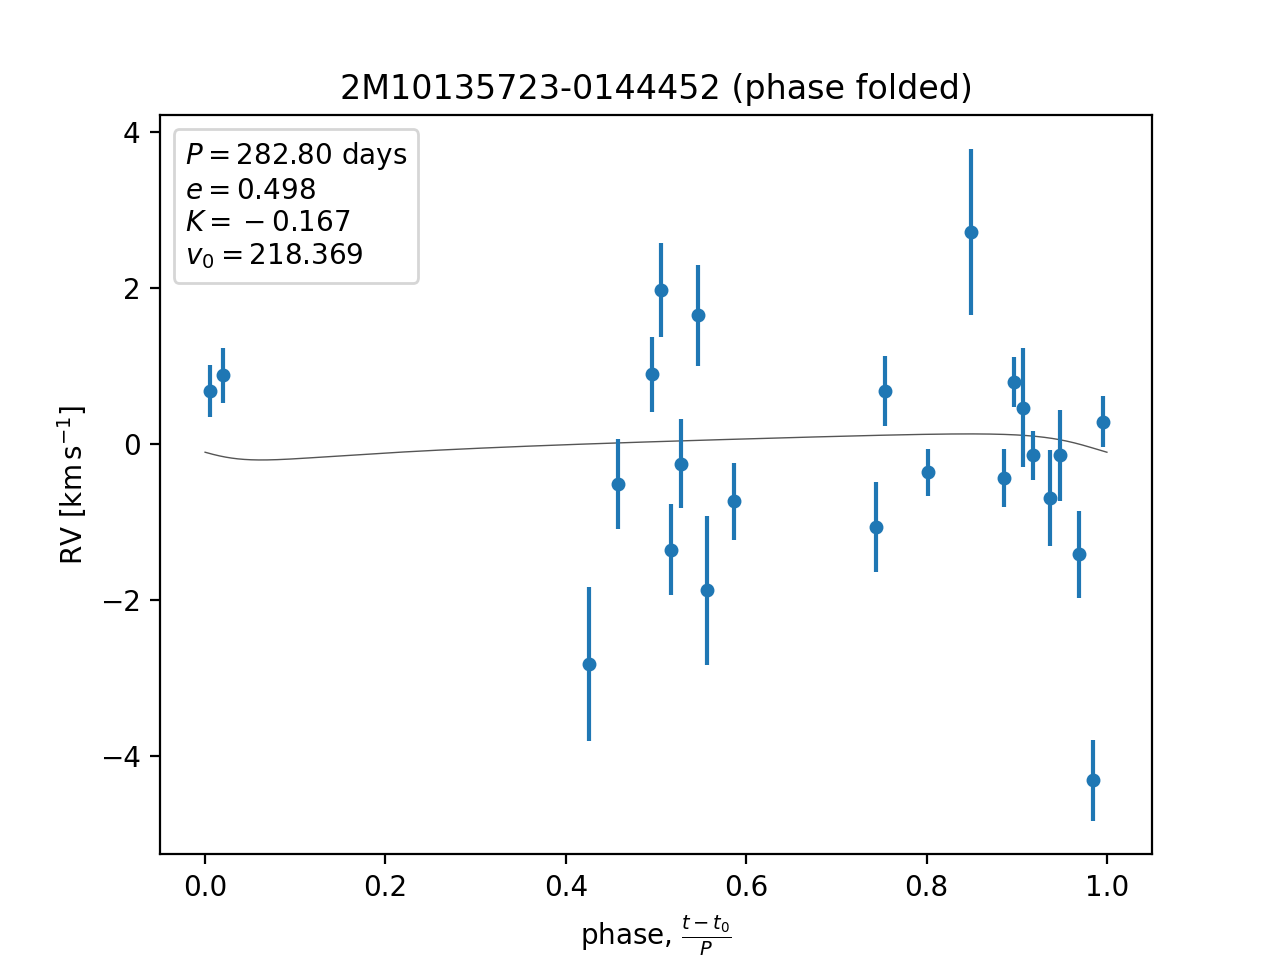 2M10135723-0144452 (phase folded)
P = 282.80 days
e = 0.498
K = −0.167
v₀ = 218.369
4
2
0
−2
−4
RV [km s⁻¹]
0.0 0.2 0.4 0.6 0.8 1.0
phase, (t − t₀)/P